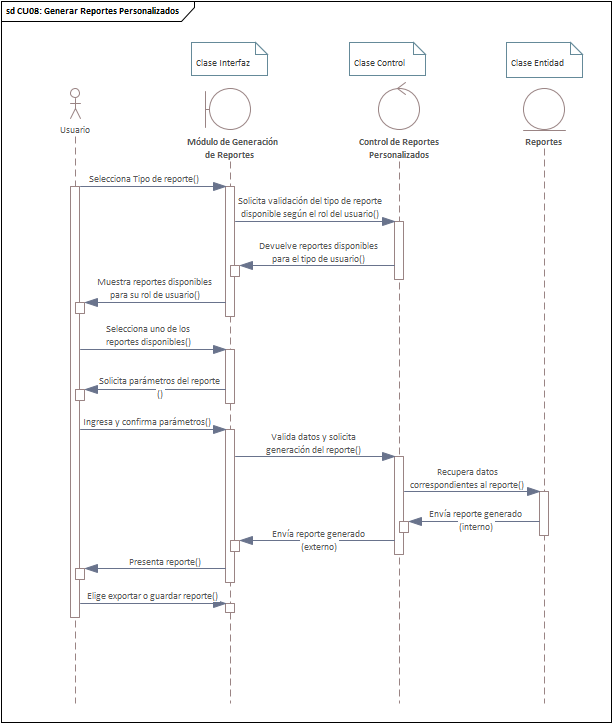 sd CU08: Generar Reportes Personalizados
Clase Interfaz
Clase Control
Clase Entidad
Usuario
Módulo de Generación
de Reportes
Control de Reportes
Personalizados
Reportes
Selecciona Tipo de reporte()
Solicita validación del tipo de reporte
disponible según el rol del usuario()
Devuelve reportes disponibles
para el tipo de usuario()
Muestra reportes disponibles
para su rol de usuario()
Selecciona uno de los
reportes disponibles()
Solicita parámetros del reporte
()
Ingresa y confirma parámetros()
Valida datos y solicita
generación del reporte()
Recupera datos
correspondientes al reporte()
Envía reporte generado
(interno)
Envía reporte generado
(externo)
Presenta reporte()
Elige exportar o guardar reporte()